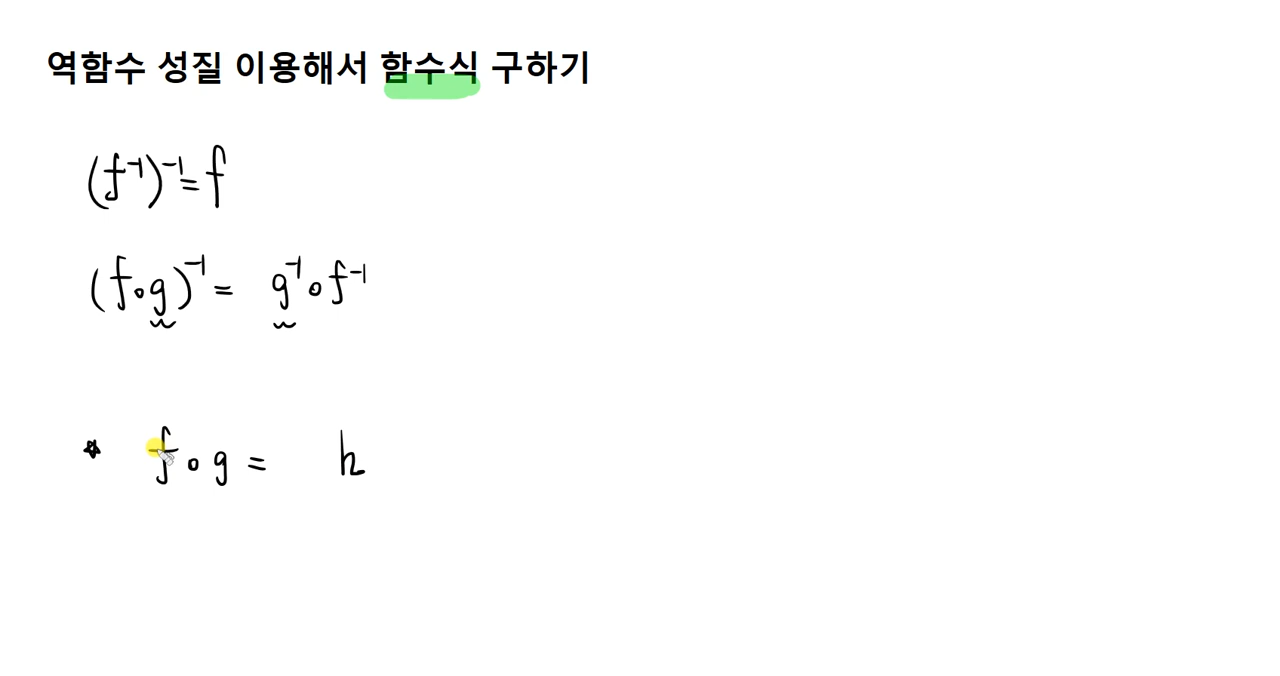 역함수 성질 이용해서 함수식 구하기
(f⁻¹)⁻¹ = f
(f∘g)⁻¹ = g⁻¹∘f⁻¹
* f∘g = h